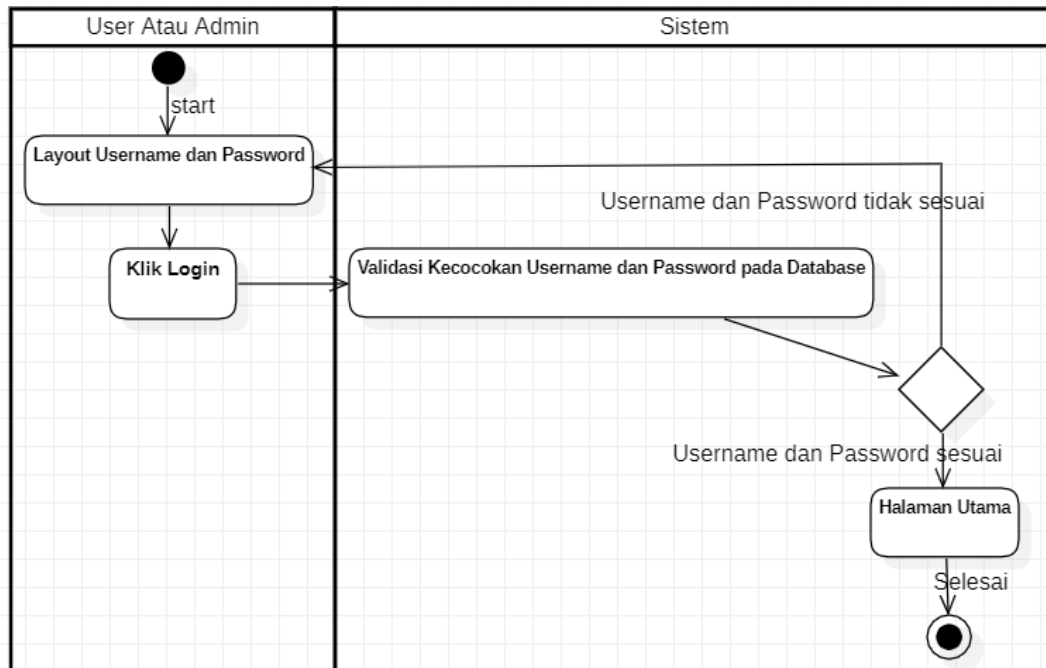 User Atau Admin
Sistem
start
Layout Username dan Password
Username dan Password tidak sesuai
Klik Login
Validasi Kecocokan Username dan Password pada Database
Username dan Password sesuai
Halaman Utama
Selesai